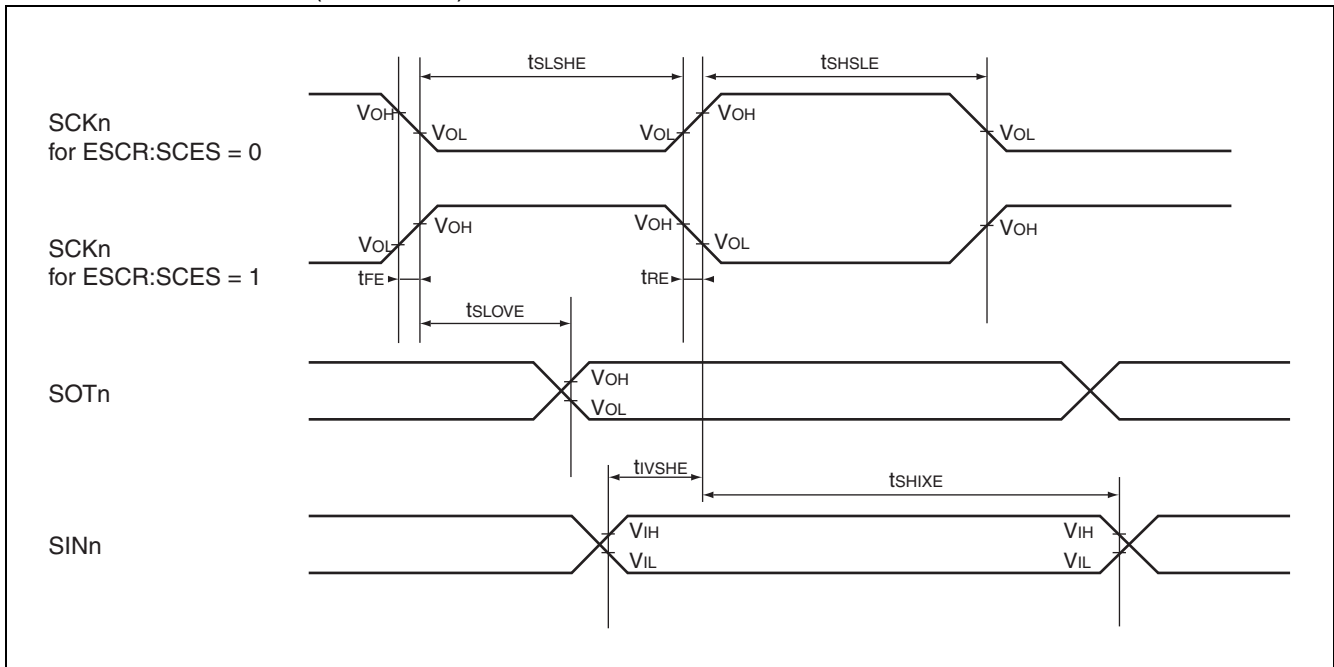 tSLSHE
tSHSLE
SCKn
for ESCR:SCES = 0
VOH
VOL
VOL
VOH
VOL
SCKn
for ESCR:SCES = 1
VOL
VOH
VOH
VOL
VOH
tFE
tRE
tSLOVE
SOTn
VOH
VOL
tIVSHE
tSHIXE
SINn
VIH
VIL
VIH
VIL